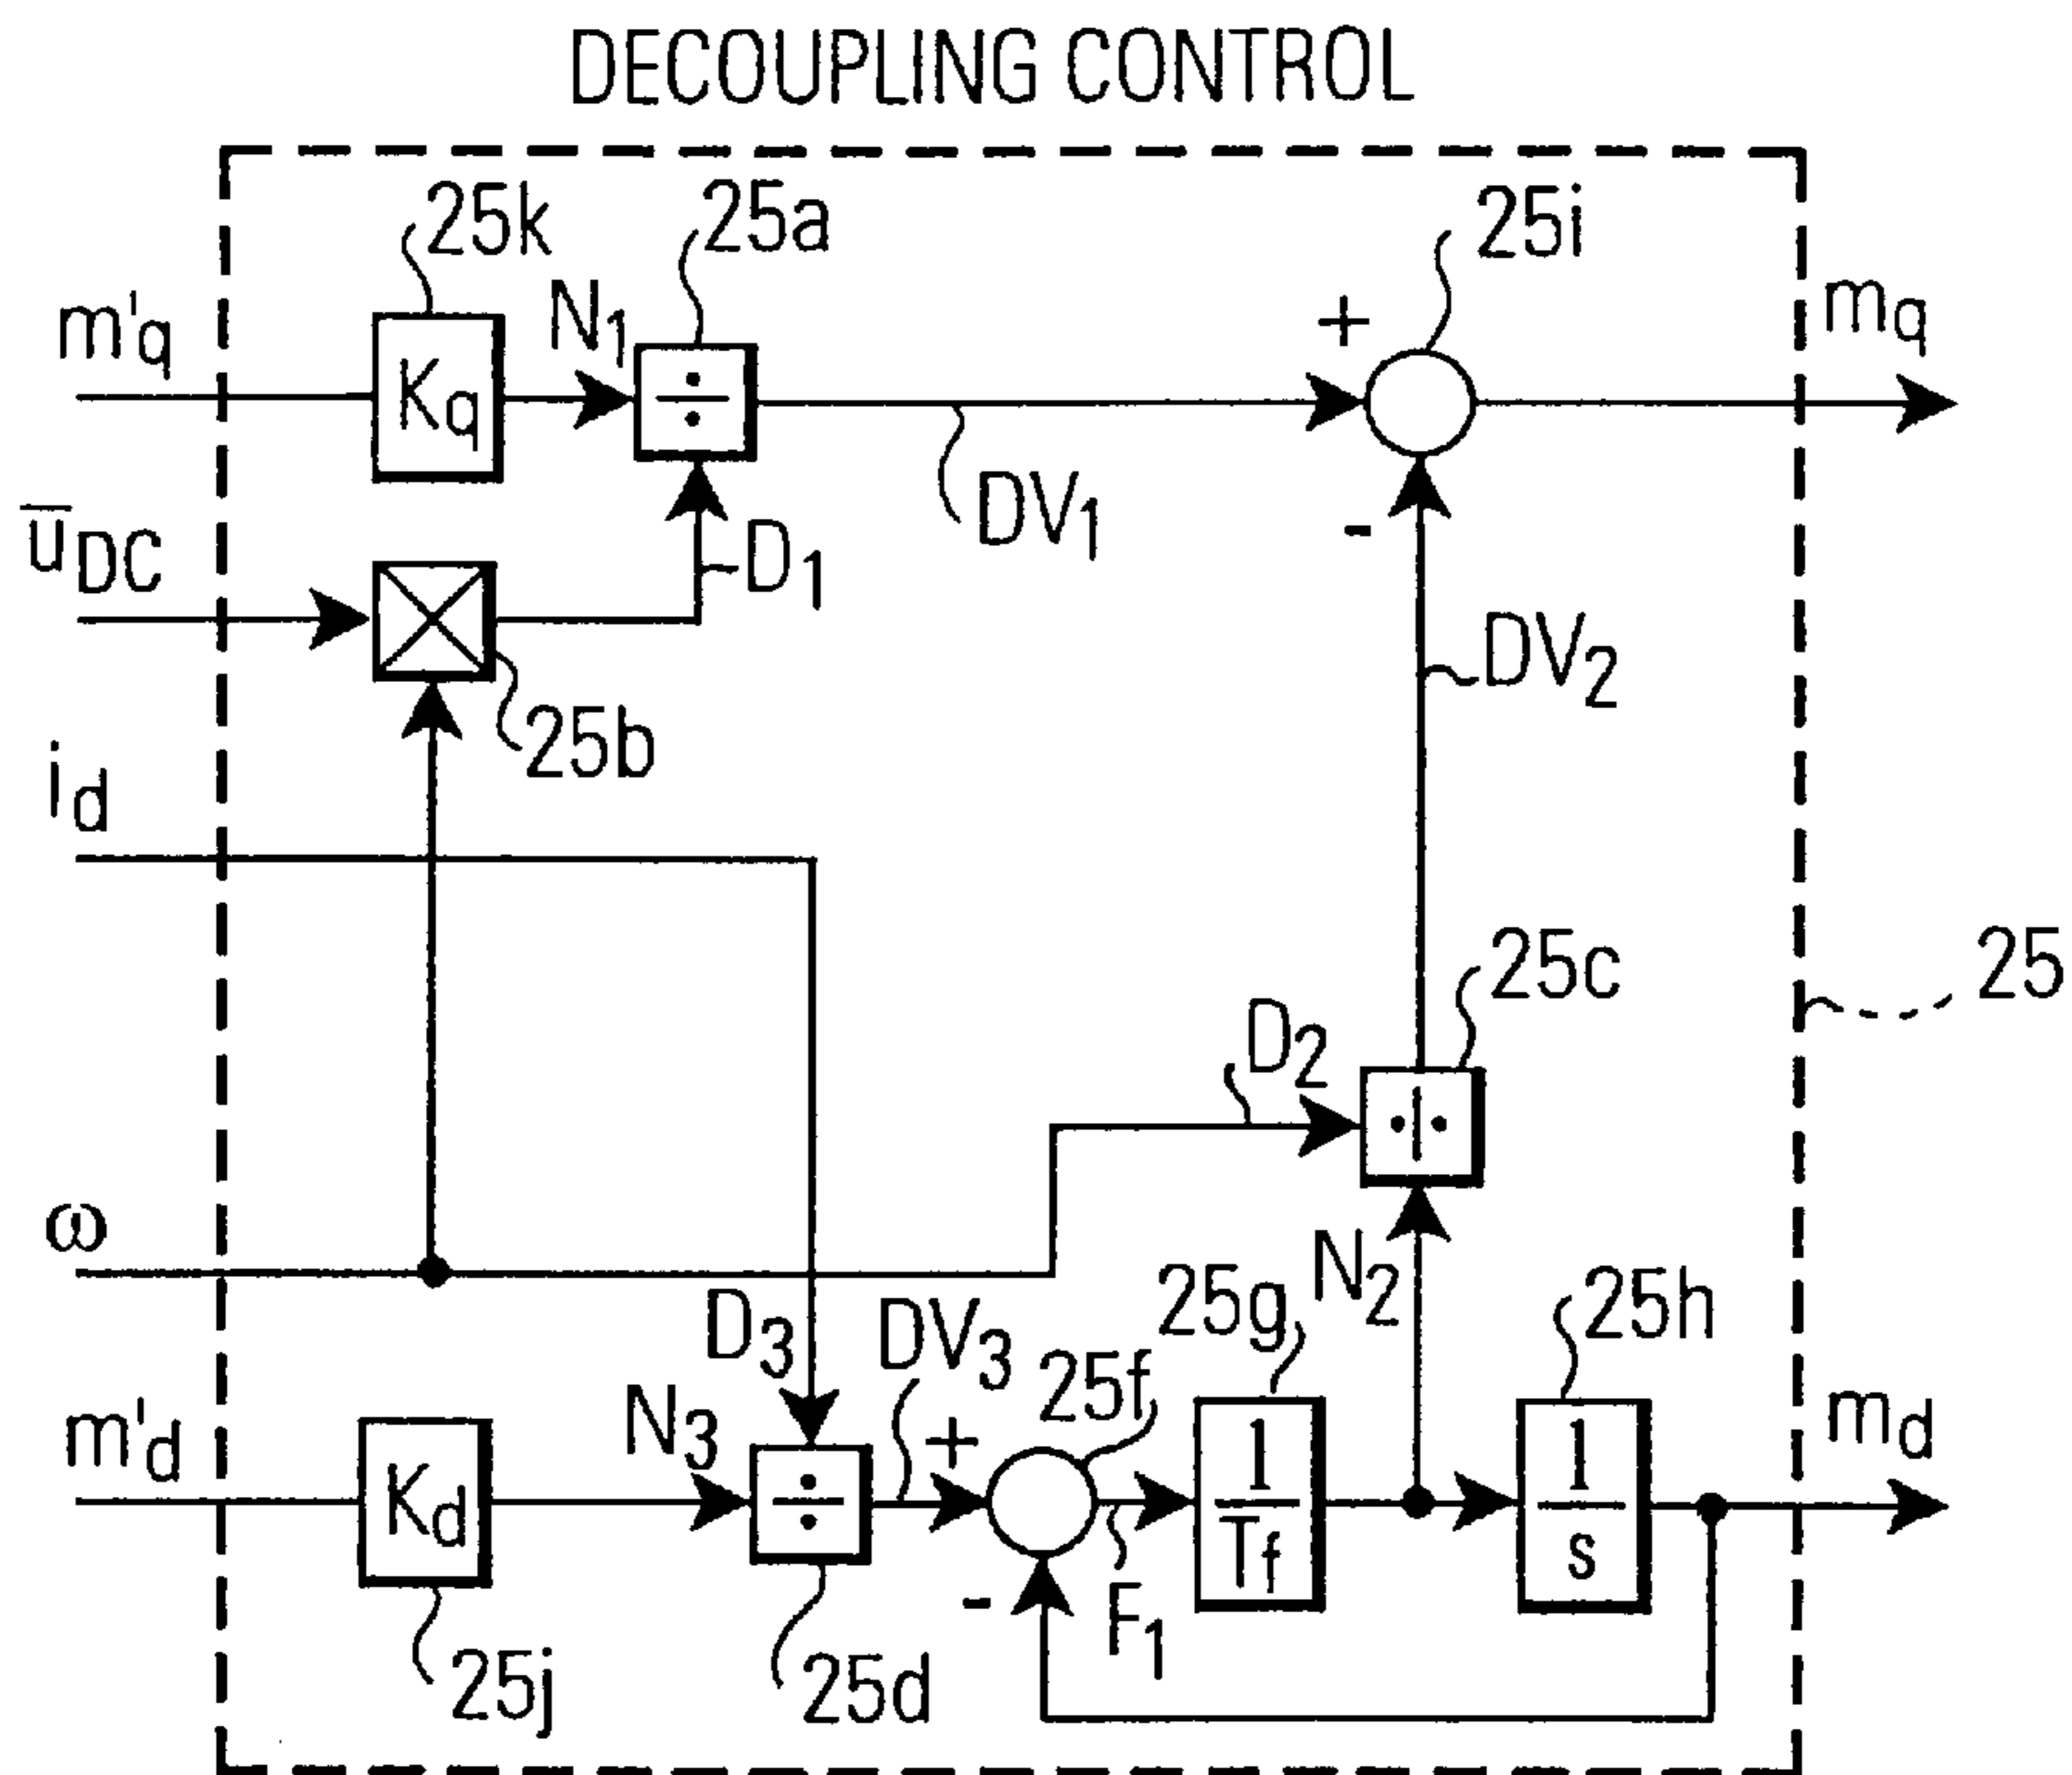 DECOUPLING CONTROL
25k
25a
25i
m'q
Kq
N1
÷
+
mq
ūDC
D1
DV1
-
25b
DV2
id
25c
25
D2
÷
ω
N2
25g
25h
D3
DV3
25f
m'd
Kd
N3
÷
+
1
Tf
1
s
md
-
F1
25j
25d